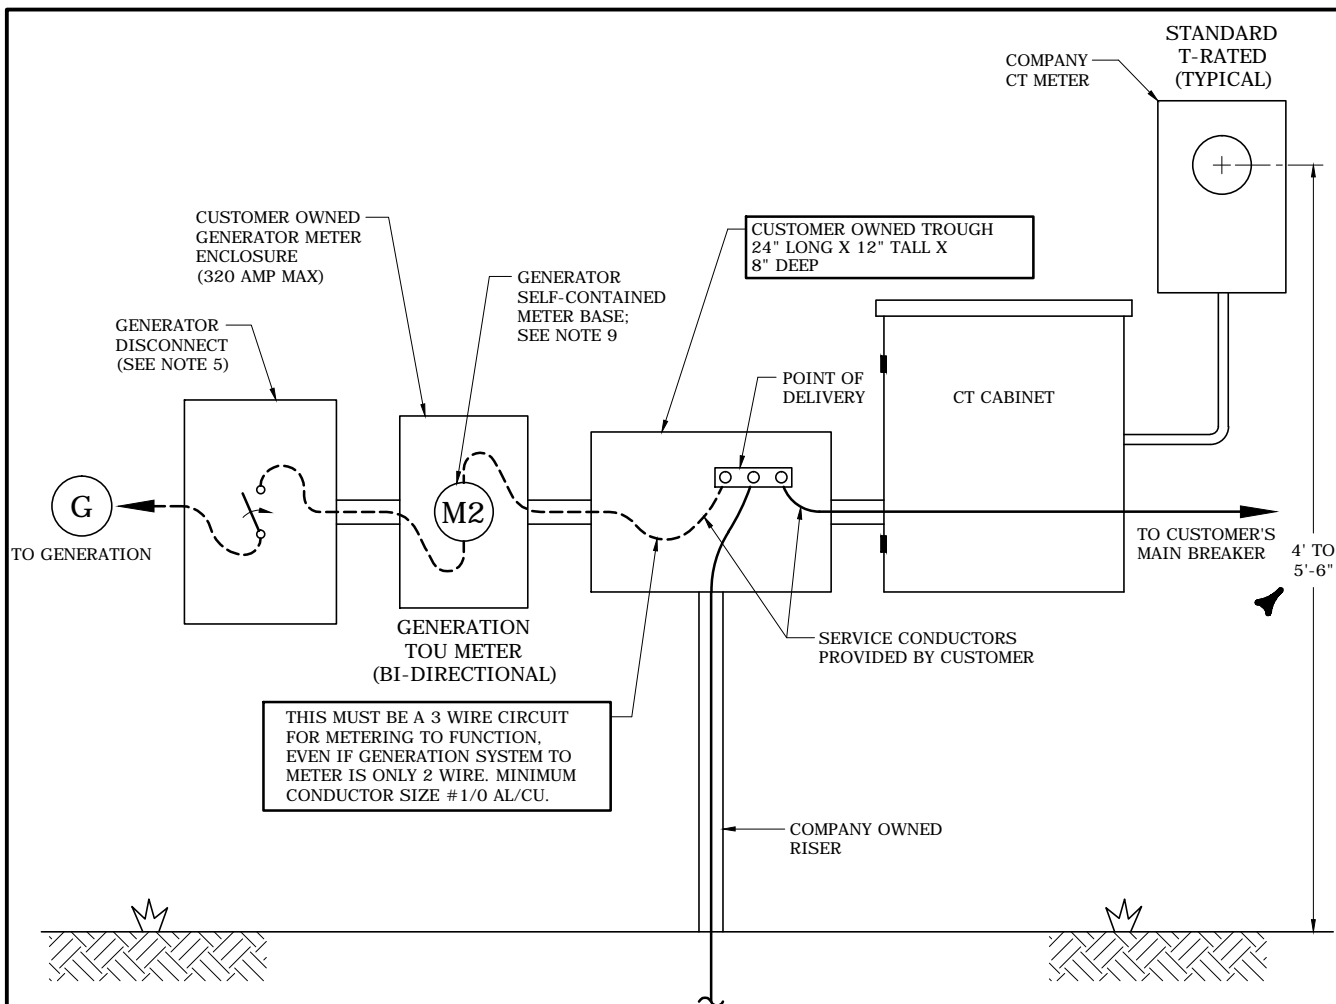 STANDARD
T-RATED
(TYPICAL)
COMPANY
CT METER
CUSTOMER OWNED
GENERATOR METER
ENCLOSURE
(320 AMP MAX)
CUSTOMER OWNED TROUGH
24" LONG X 12" TALL X
8" DEEP
GENERATOR
SELF-CONTAINED
METER BASE;
SEE NOTE 9
GENERATOR
DISCONNECT
(SEE NOTE 5)
POINT OF
DELIVERY
CT CABINET
G
M2
TO GENERATION
TO CUSTOMER'S
MAIN BREAKER
4' TO
5'-6"
GENERATION
TOU METER
(BI-DIRECTIONAL)
SERVICE CONDUCTORS
PROVIDED BY CUSTOMER
THIS MUST BE A 3 WIRE CIRCUIT
FOR METERING TO FUNCTION,
EVEN IF GENERATION SYSTEM TO
METER IS ONLY 2 WIRE. MINIMUM
CONDUCTOR SIZE #1/0 AL/CU.
COMPANY OWNED
RISER